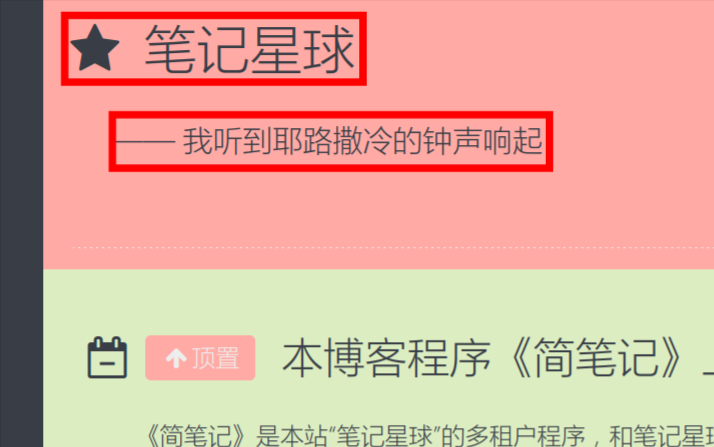 笔记星球
—— 我听到耶路撒冷的钟声响起
顶置 本博客程序《简笔记》
《简笔记》是本站“笔记星球”的多租户程序，和笔记星